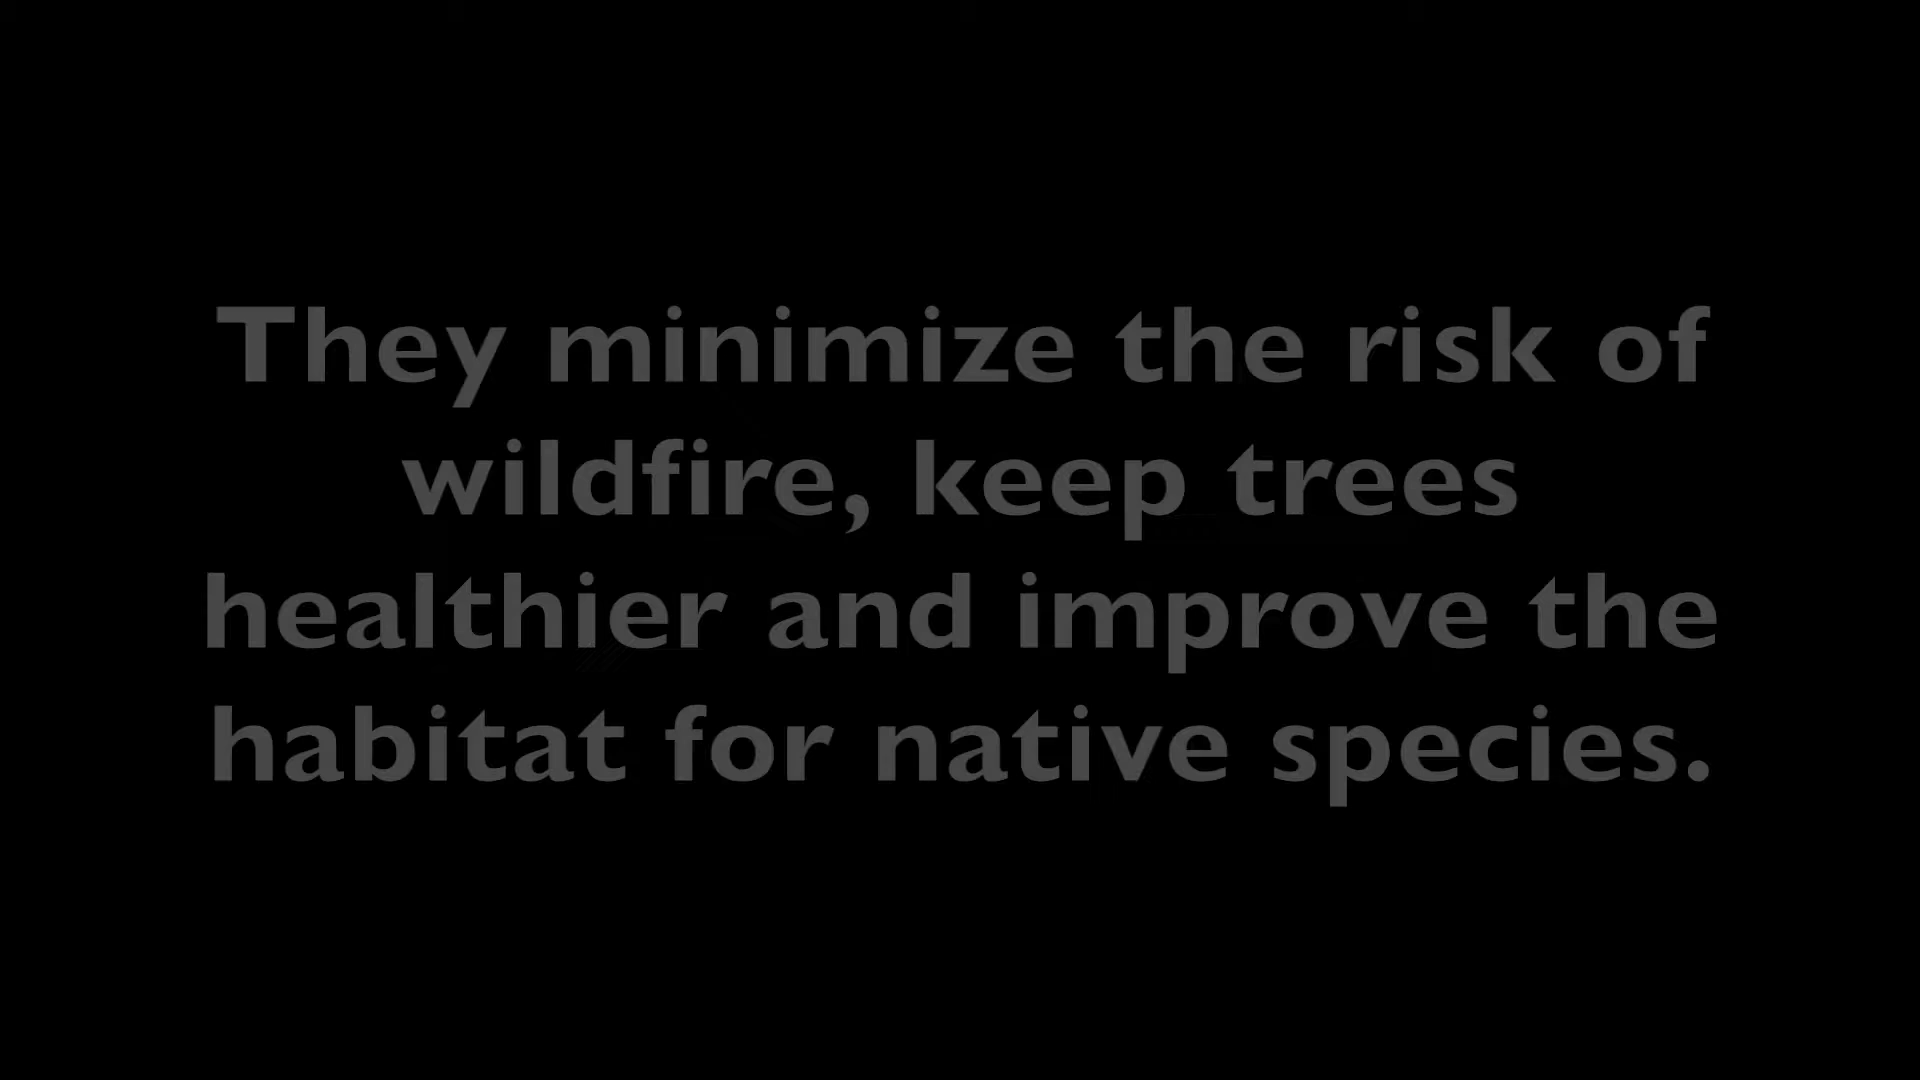 They minimize the risk of
wildfire, keep trees
healthier and improve the
habitat for native species.